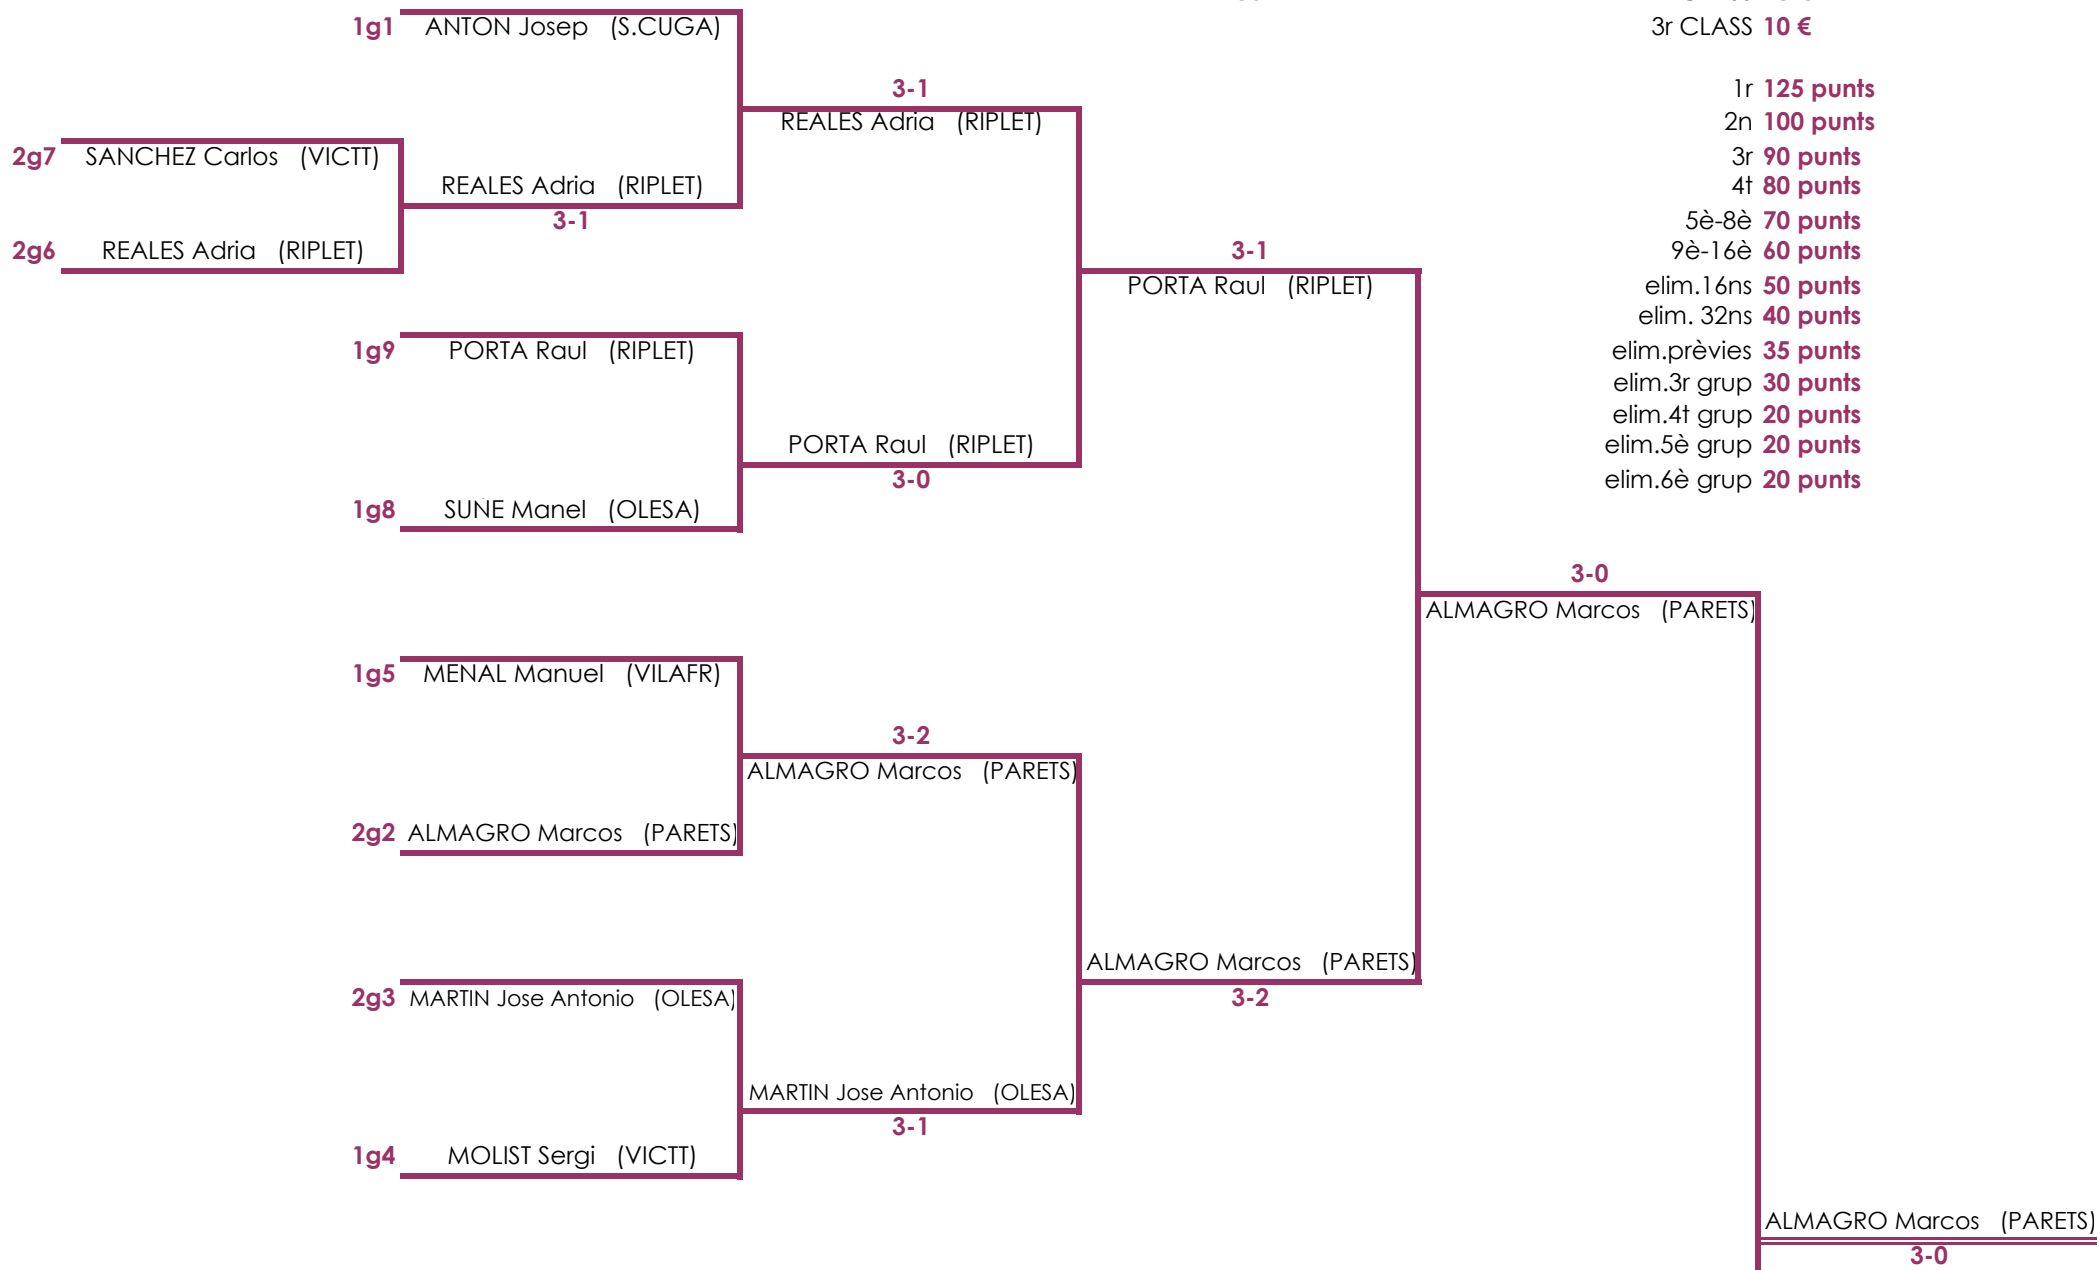 1g1 ANTON Josep (S.CUGA)
3r CLASS 10 €
3-1
1r 125 punts
REALES Adria (RIPLET)
2n 100 punts
2g7 SANCHEZ Carlos (VICTT)
3r 90 punts
REALES Adria (RIPLET)
4t 80 punts
3-1
5è-8è 70 punts
2g6 REALES Adria (RIPLET)
3-1
9è-16è 60 punts
PORTA Raul (RIPLET)
elim.16ns 50 punts
elim. 32ns 40 punts
1g9 PORTA Raul (RIPLET)
elim.prèvies 35 punts
elim.3r grup 30 punts
elim.4t grup 20 punts
PORTA Raul (RIPLET)
elim.5è grup 20 punts
3-0
elim.6è grup 20 punts
1g8 SUÑE Manel (OLESA)
3-0
ALMAGRO Marcos (PARETS)
1g5 MENAL Manuel (VILAFR)
3-2
ALMAGRO Marcos (PARETS)
2g2 ALMAGRO Marcos (PARETS)
ALMAGRO Marcos (PARETS)
3-2
2g3 MARTIN Jose Antonio (OLESA)
MARTIN Jose Antonio (OLESA)
3-1
1g4 MOLIST Sergi (VICTT)
ALMAGRO Marcos (PARETS)
3-0